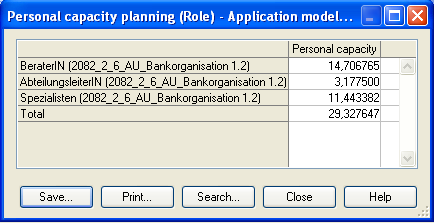 Personal capacity planning (Role) - Application model...
Personal capacity
BeraterIN (2082_2_6_AU_Bankorganisation 1.2) 14,706765
AbteilungsleiterIN (2082_2_6_AU_Bankorganisation 1.2) 3,177500
Spezialisten (2082_2_6_AU_Bankorganisation 1.2) 11,443382
Total 29,327647
Save... Print... Search... Close Help